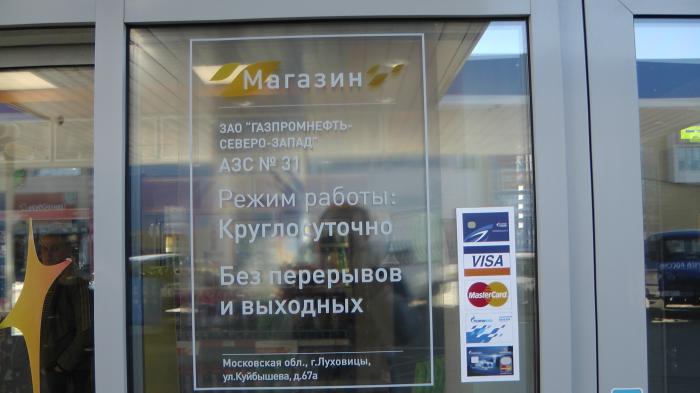 Магазин
ЗАО "ГАЗПРОМНЕФТЬ-
СЕВЕРО-ЗАПАД"
АЗС № 31
Режим работы:
Круглосуточно
Без перерывов
и выходных
Московская обл., г.Луховицы,
ул.Куйбышева, д.67а
VISA
MasterCard